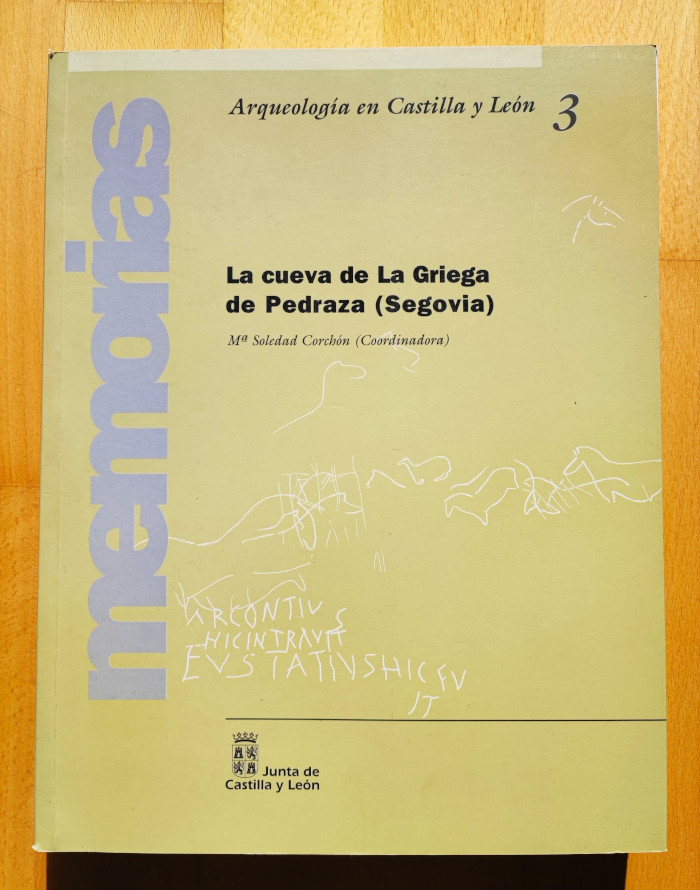 memorias
Arqueología en Castilla y León 3
La cueva de La Griega
de Pedraza (Segovia)
Mª Soledad Corchón (Coordinadora)
ARCONTIUS
HICINTRAVIT
EVSTATIVSHICFV
IT
Junta de
Castilla y León